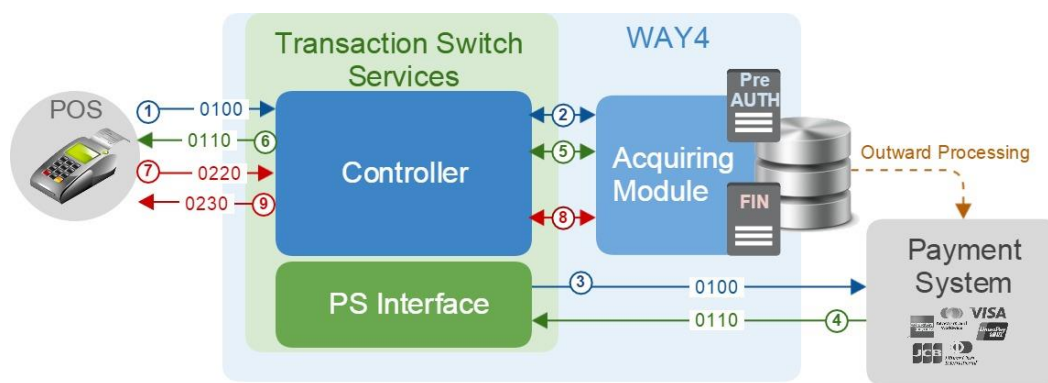 Transaction Switch
Services
WAY4
POS
1
0100
0110
6
7
0220
0230
9
Controller
2
5
8
Acquiring
Module
Pre
AUTH
FIN
Outward Processing
PS Interface
3
0100
0110
4
Payment
System
VISA
JCB